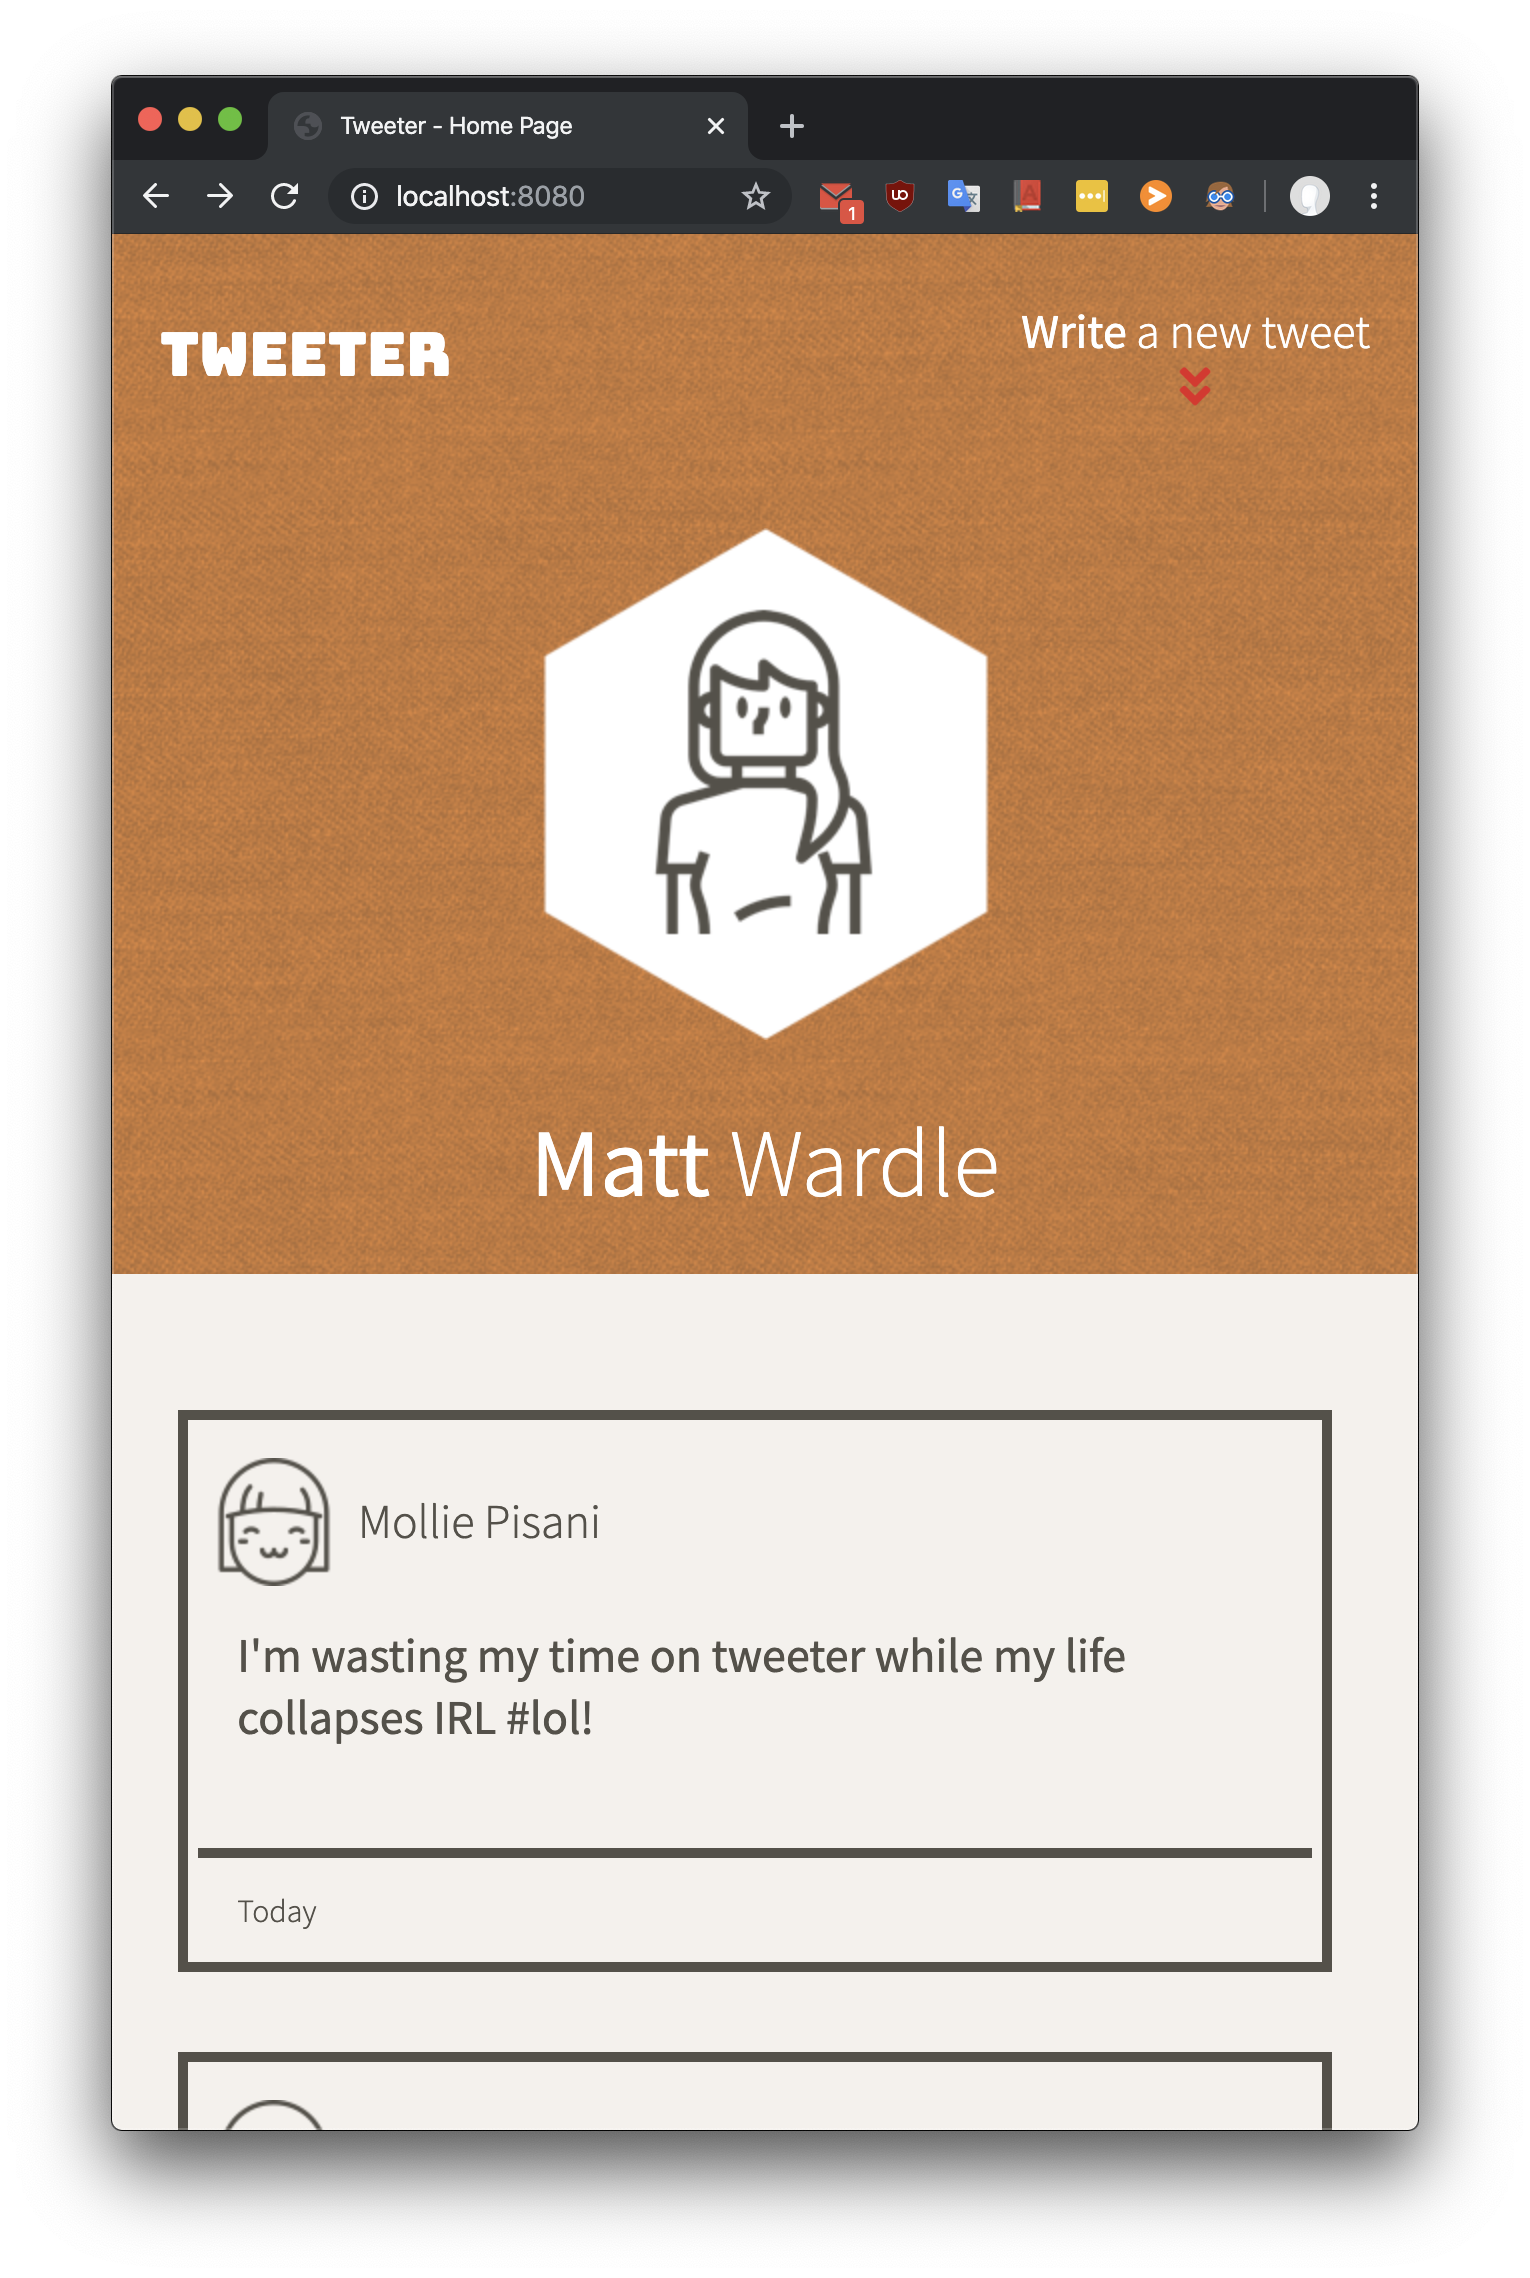 Tweeter - Home Page
localhost:8080
1
TWEETER
Write a new tweet
Matt Wardle
Mollie Pisani
I'm wasting my time on tweeter while my life
collapses IRL #lol!
Today